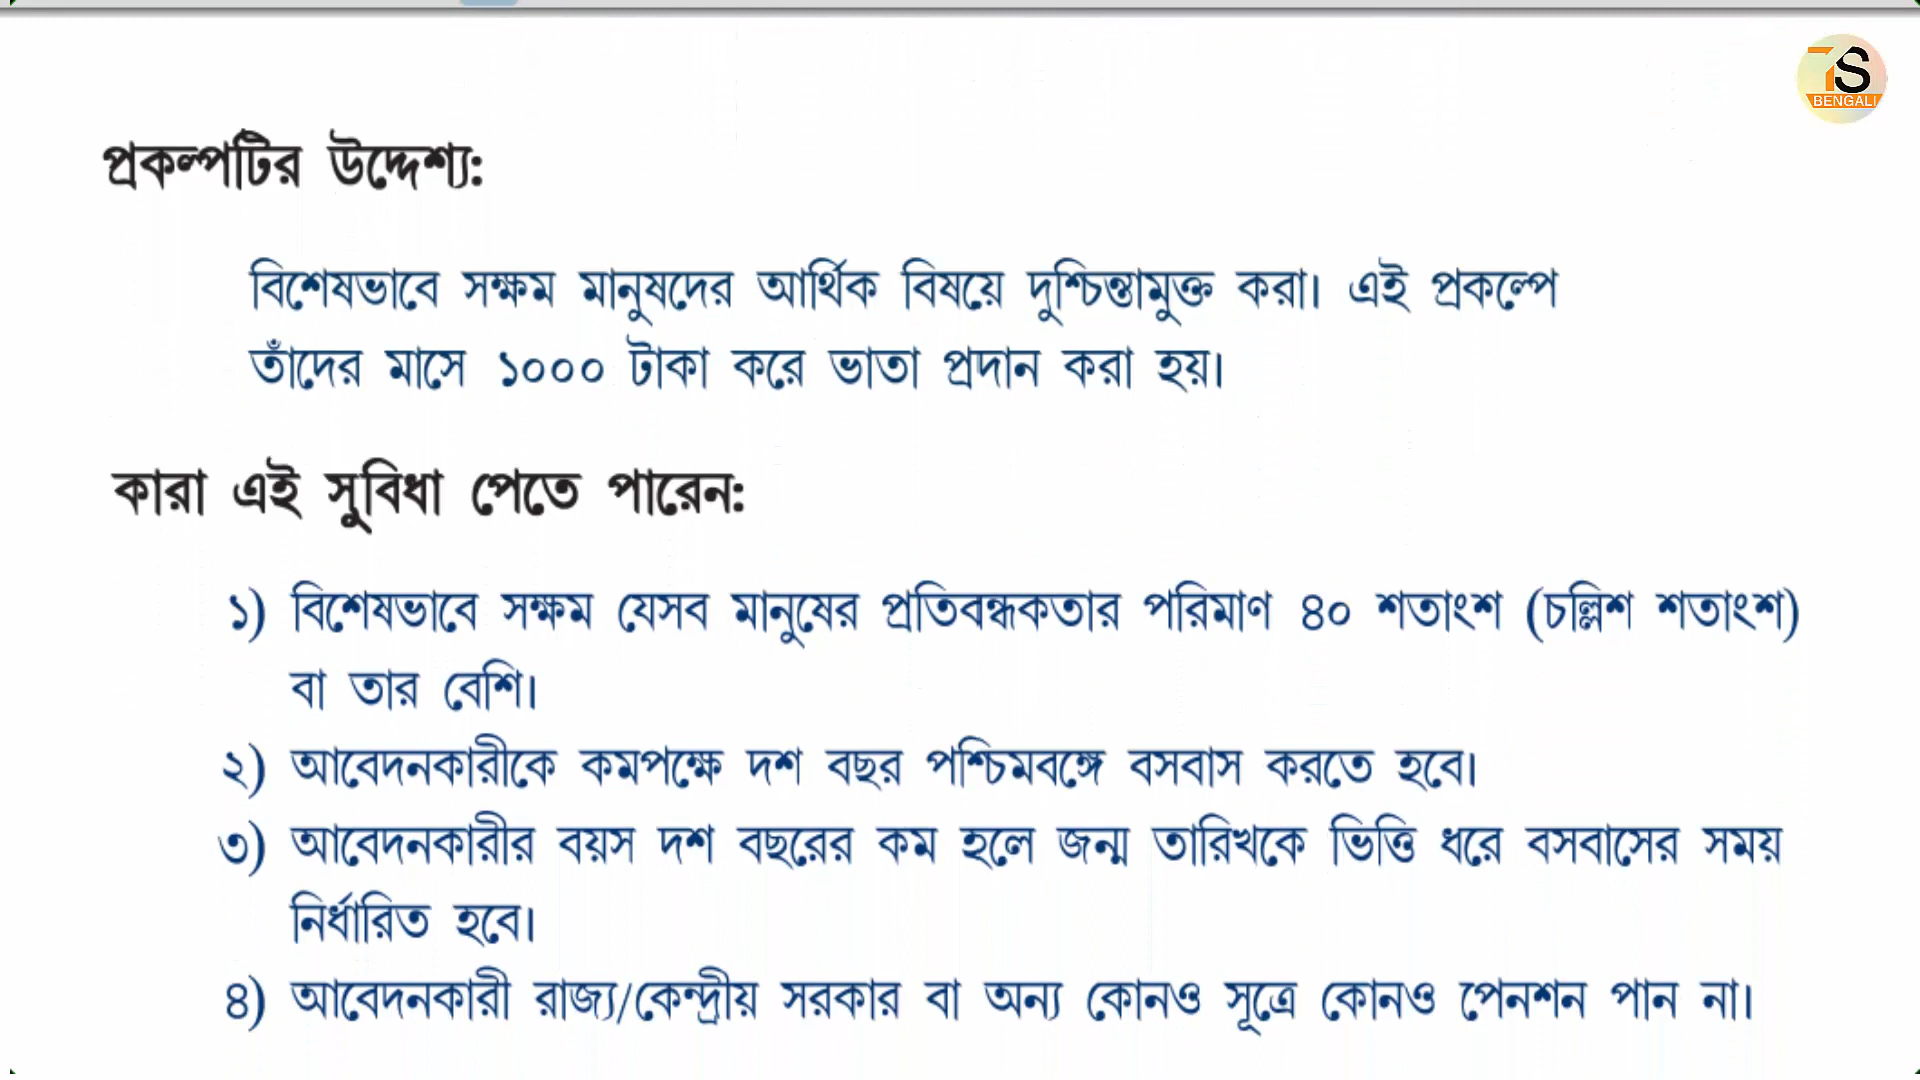 7S
BENGALI
প্রকল্পটির উদ্দেশ্য:
বিশেষভাবে সক্ষম মানুষদের আর্থিক বিষয়ে দুশ্চিন্তামুক্ত করা। এই প্রকল্পে
তাঁদের মাসে ১০০০ টাকা করে ভাতা প্রদান করা হয়।
কারা এই সুবিধা পেতে পারেন:
১) বিশেষভাবে সক্ষম যেসব মানুষের প্রতিবন্ধকতার পরিমাণ ৪০ শতাংশ (চল্লিশ শতাংশ)
বা তার বেশি।
২) আবেদনকারীকে কমপক্ষে দশ বছর পশ্চিমবঙ্গে বসবাস করতে হবে।
৩) আবেদনকারীর বয়স দশ বছরের কম হলে জন্ম তারিখকে ভিত্তি ধরে বসবাসের সময়
নির্ধারিত হবে।
৪) আবেদনকারী রাজ্য/কেন্দ্রীয় সরকার বা অন্য কোনও সূত্রে কোনও পেনশন পান না।